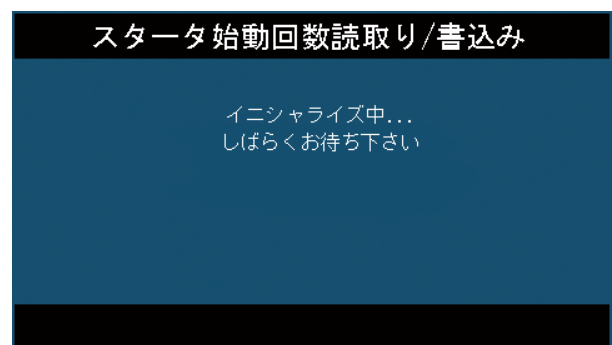 スタータ始動回数読取り/書込み
イニシャライズ中...
しばらくお待ち下さい